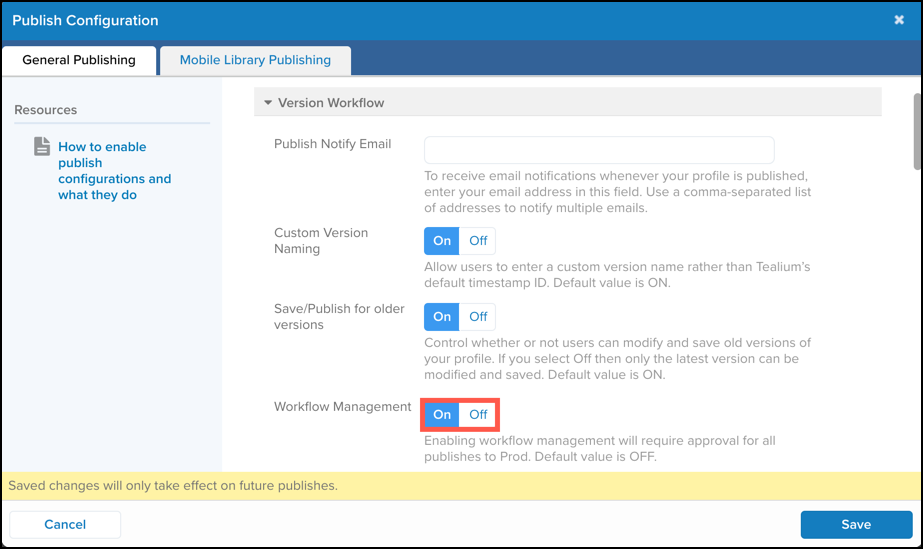 Publish Configuration
General Publishing
Mobile Library Publishing
Resources
How to enable
publish
configurations and
what they do
Version Workflow
Publish Notify Email
To receive email notifications whenever your profile is published,
enter your email address in this field. Use a comma-separated list
of addresses to notify multiple emails.
Custom Version
Naming
On Off
Allow users to enter a custom version name rather than Tealium's
default timestamp ID. Default value is ON.
Save/Publish for older
versions
On Off
Control whether or not users can modify and save old versions of
your profile. If you select Off then only the latest version can be
modified and saved. Default value is ON.
Workflow Management
On Off
Enabling workflow management will require approval for all
publishes to Prod. Default value is OFF.
Saved changes will only take effect on future publishes.
Cancel
Save